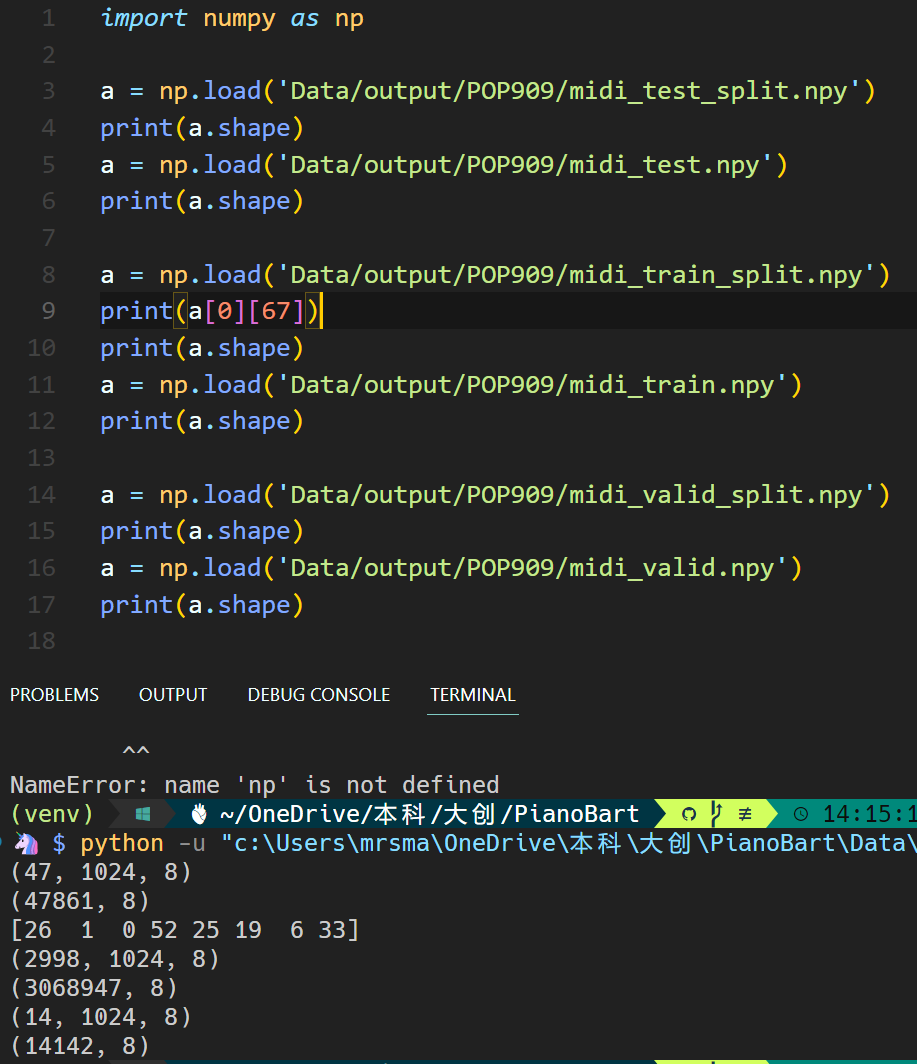 1 import numpy as np
2
3 a = np.load('Data/output/POP909/midi_test_split.npy')
4 print(a.shape)
5 a = np.load('Data/output/POP909/midi_test.npy')
6 print(a.shape)
7
8 a = np.load('Data/output/POP909/midi_train_split.npy')
9 print(a[0][67])
10 print(a.shape)
11 a = np.load('Data/output/POP909/midi_train.npy')
12 print(a.shape)
13
14 a = np.load('Data/output/POP909/midi_valid_split.npy')
15 print(a.shape)
16 a = np.load('Data/output/POP909/midi_valid.npy')
17 print(a.shape)
18
PROBLEMS OUTPUT DEBUG CONSOLE TERMINAL
^^
NameError: name 'np' is not defined
(venv) ~/OneDrive/本科/大创/PianoBart ≢ 14:15:1
$ python -u "c:\Users\mrsma\OneDrive\本科\大创\PianoBart\Data\
(47, 1024, 8)
(47861, 8)
[26 1 0 52 25 19 6 33]
(2998, 1024, 8)
(3068947, 8)
(14, 1024, 8)
(14142, 8)